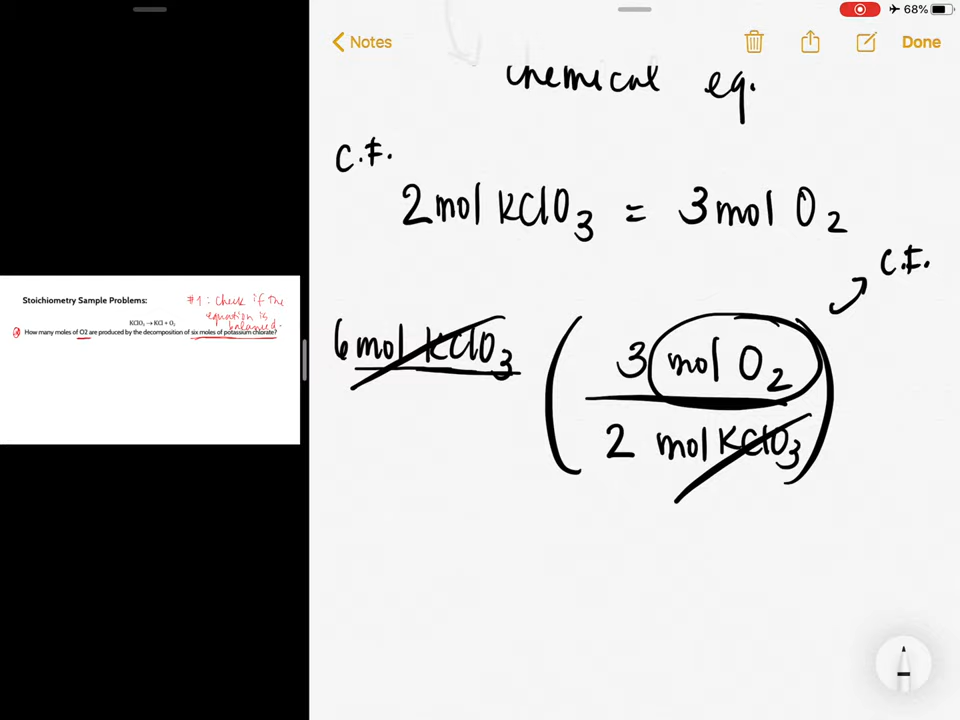 68%
Notes
Done
chemical eq.
C.F.
2 mol KClO3 = 3 mol O2
C.F.
6 mol KClO3 ( 3 mol O2
2 mol KClO3 )
Stoichiometry Sample Problems:
#1: Check if the
equation is
balanced.
KClO3 → KCl + O2
How many moles of O2 are produced by the decomposition of six moles of potassium chlorate?